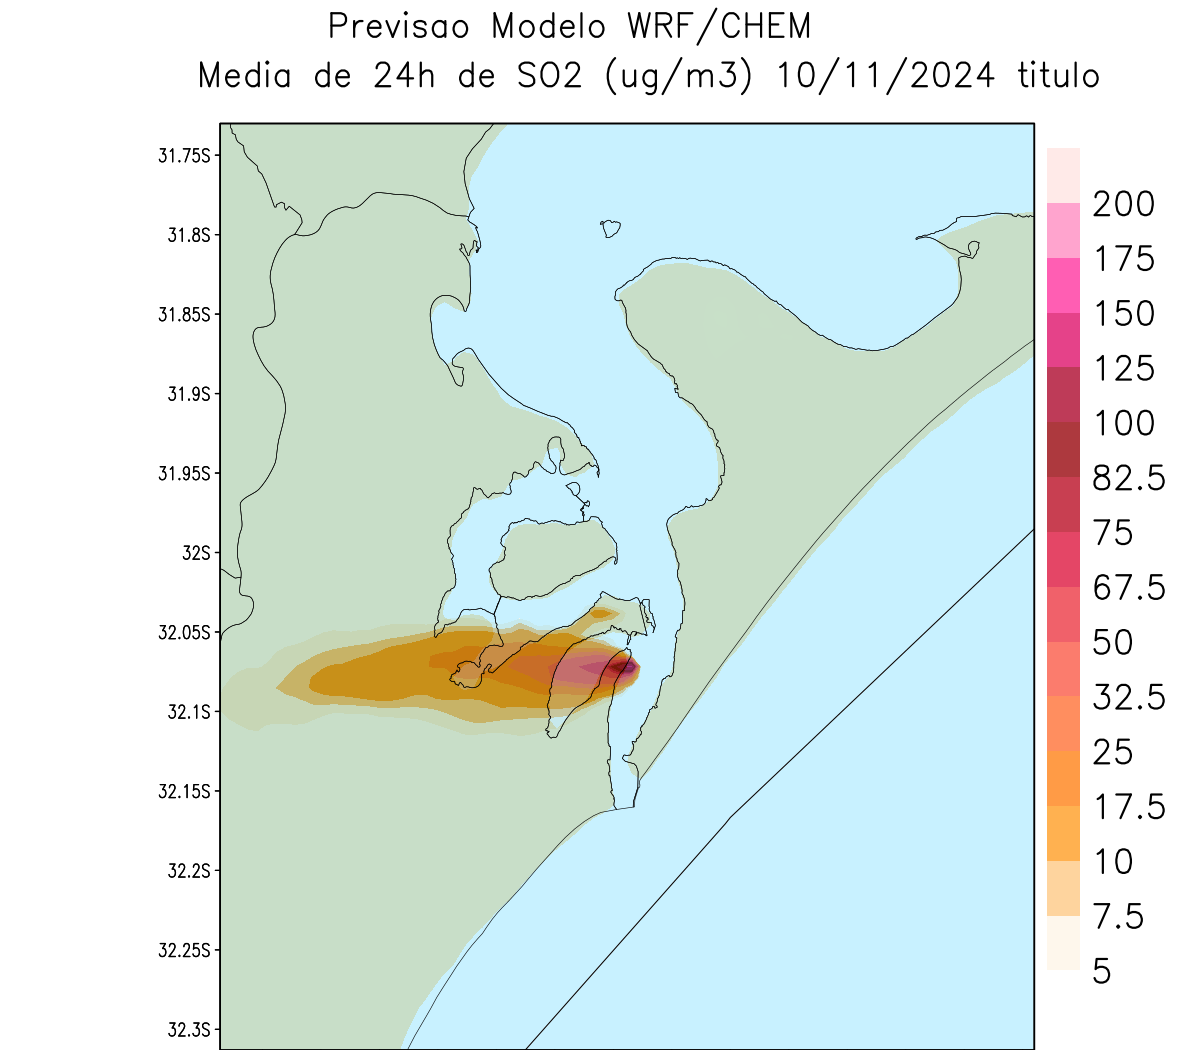 Previsao Modelo WRF/CHEM
Media de 24h de SO2 (ug/m3) 10/11/2024 titulo
31.75S
31.8S
31.85S
31.9S
31.95S
32S
32.05S
32.1S
32.15S
32.2S
32.25S
32.3S
200
175
150
125
100
82.5
75
67.5
50
32.5
25
17.5
10
7.5
5